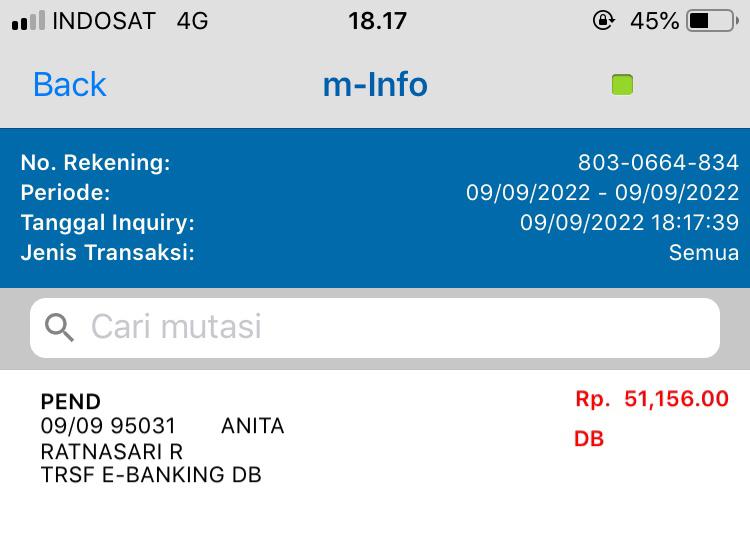 INDOSAT 4G 18.17 45%
Back m-Info
No. Rekening: 803-0664-834
Periode: 09/09/2022 - 09/09/2022
Tanggal Inquiry: 09/09/2022 18:17:39
Jenis Transaksi: Semua
Cari mutasi
PEND Rp. 51,156.00
09/09 95031 ANITA DB
RATNASARI R
TRSF E-BANKING DB